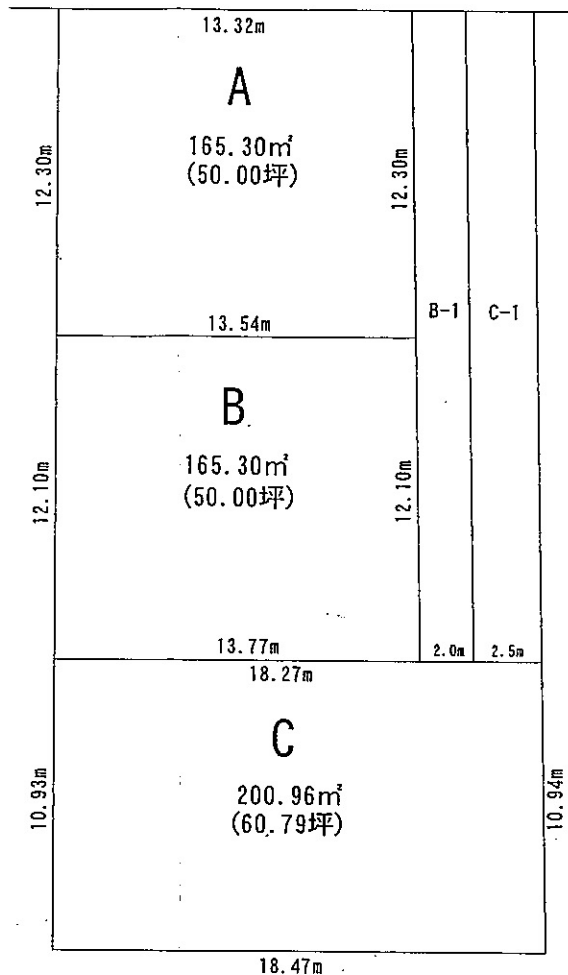 13.32m
A
165.30㎡
(50.00坪)
12.30m
12.30m
13.54m
B-1
C-1
B
165.30㎡
(50.00坪)
12.10m
12.10m
13.77m
2.0m
2.5m
18.27m
C
200.96㎡
(60.79坪)
10.93m
10.94m
18.47m